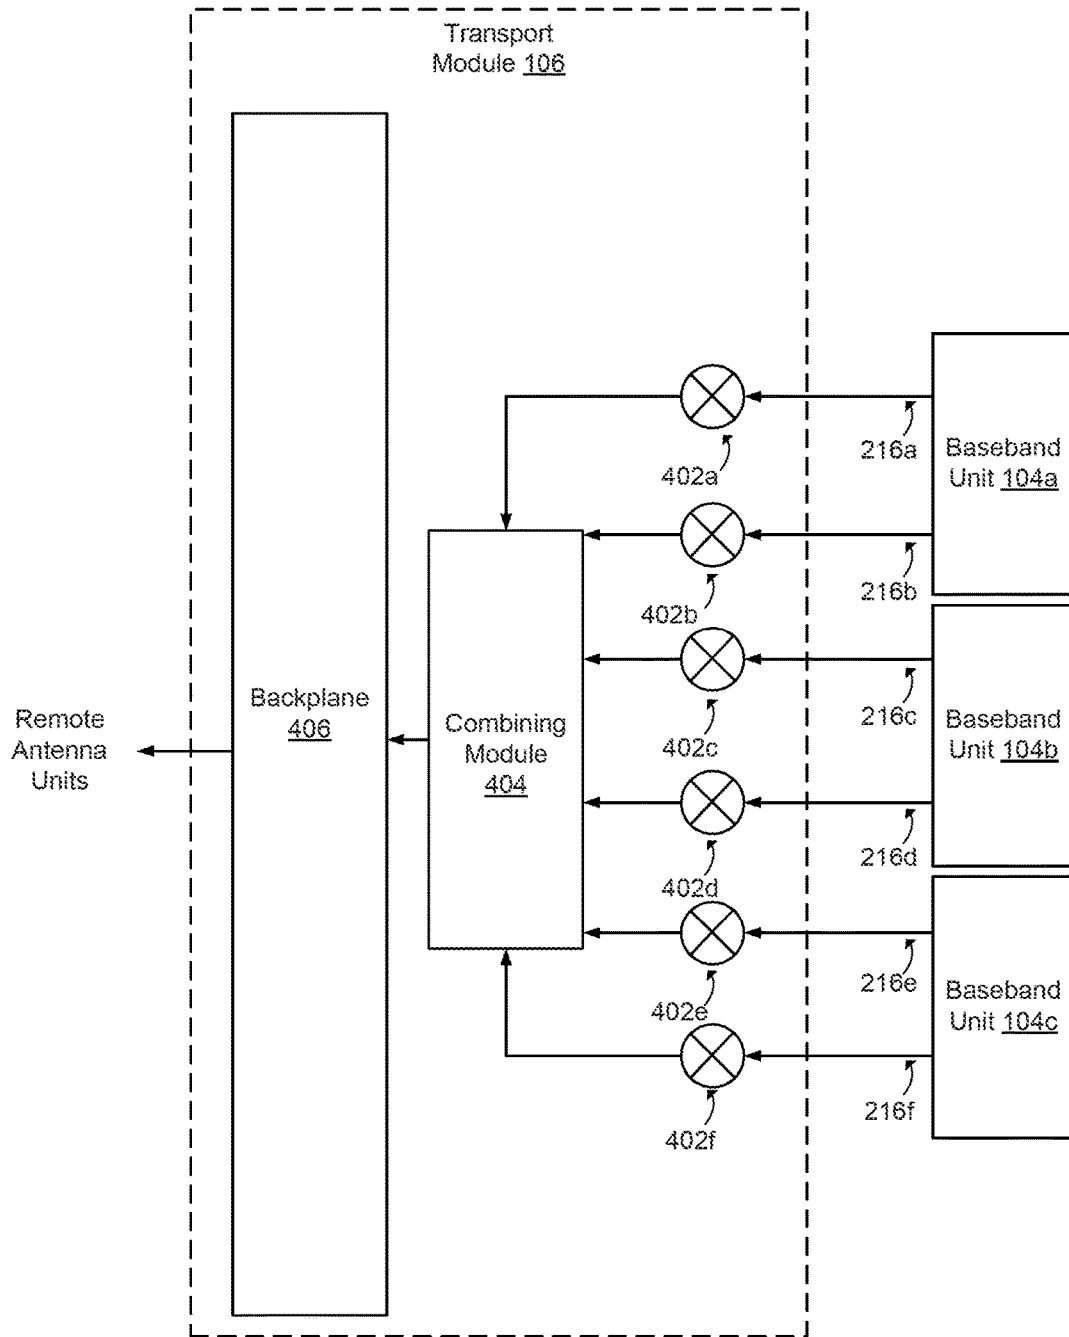 Transport
Module 106
216a
Baseband
Unit 104a
402a
216b
402b
Backplane
406
216c
Remote
Antenna
Units
Combining
Module
404
402c
Baseband
Unit 104b
216d
402d
216e
402e
Baseband
Unit 104c
216f
402f